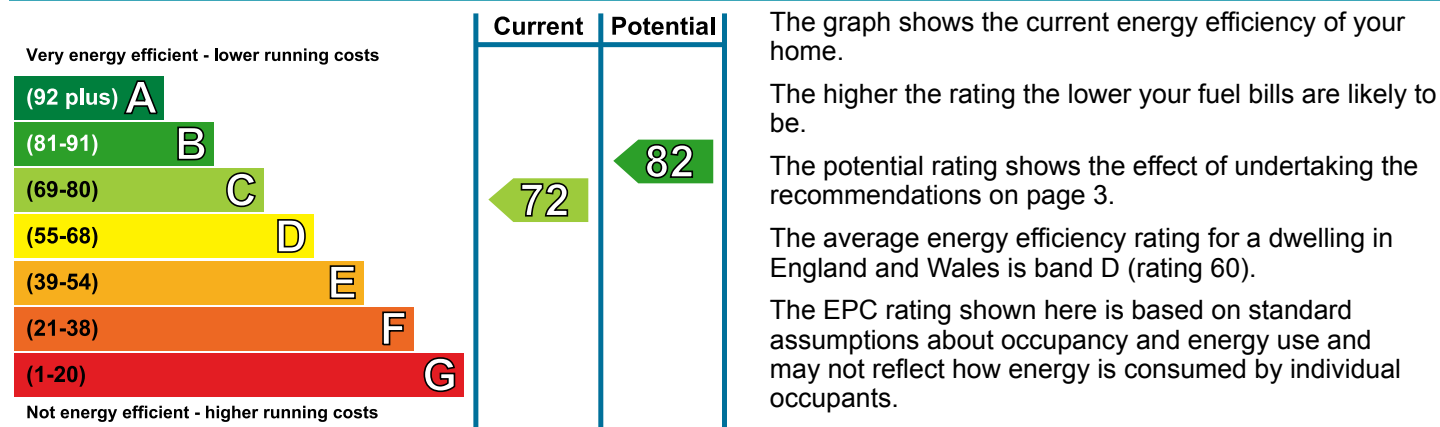 Current Potential
Very energy efficient - lower running costs
(92 plus) A
(81-91) B
(69-80) C
(55-68) D
(39-54) E
(21-38) F
(1-20) G
Not energy efficient - higher running costs
72
82
The graph shows the current energy efficiency of your
home.
The higher the rating the lower your fuel bills are likely to
be.
The potential rating shows the effect of undertaking the
recommendations on page 3.
The average energy efficiency rating for a dwelling in
England and Wales is band D (rating 60).
The EPC rating shown here is based on standard
assumptions about occupancy and energy use and
may not reflect how energy is consumed by individual
occupants.